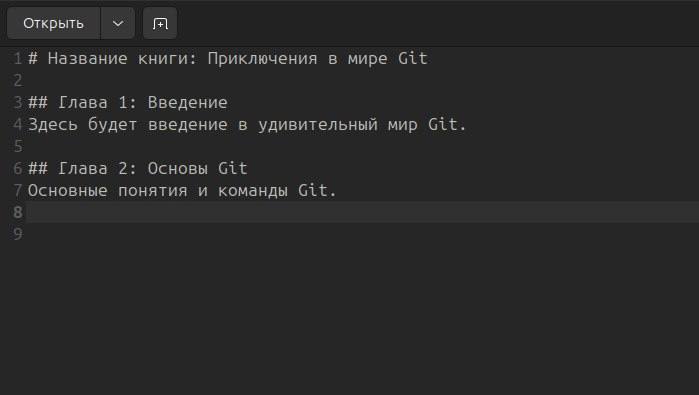 Открыть
1 # Название книги: Приключения в мире Git
2
3 ## Глава 1: Введение
4 Здесь будет введение в удивительный мир Git.
5
6 ## Глава 2: Основы Git
7 Основные понятия и команды Git.
8
9